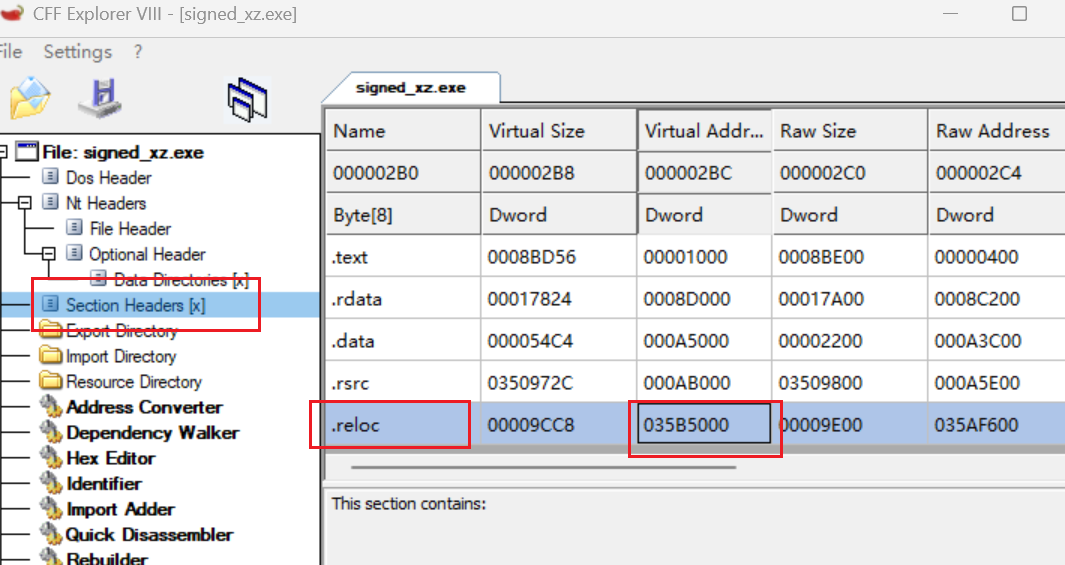 CFF Explorer VIII - [signed_xz.exe]
File Settings ?
signed_xz.exe
File: signed_xz.exe
Dos Header
Nt Headers
File Header
Optional Header
Data Directories [x]
Section Headers [x]
Export Directory
Import Directory
Resource Directory
Address Converter
Dependency Walker
Hex Editor
Identifier
Import Adder
Quick Disassembler
Rebuilder
Name Virtual Size Virtual Addr... Raw Size Raw Address
000002B0 000002B8 000002BC 000002C0 000002C4
Byte[8] Dword Dword Dword Dword
.text 0008BD56 00001000 0008BE00 00000400
.rdata 00017824 0008D000 00017A00 0008C200
.data 000054C4 000A5000 00002200 000A3C00
.rsrc 0350972C 000AB000 03509800 000A5E00
.reloc 00009CC8 035B5000 00009E00 035AF600
This section contains: